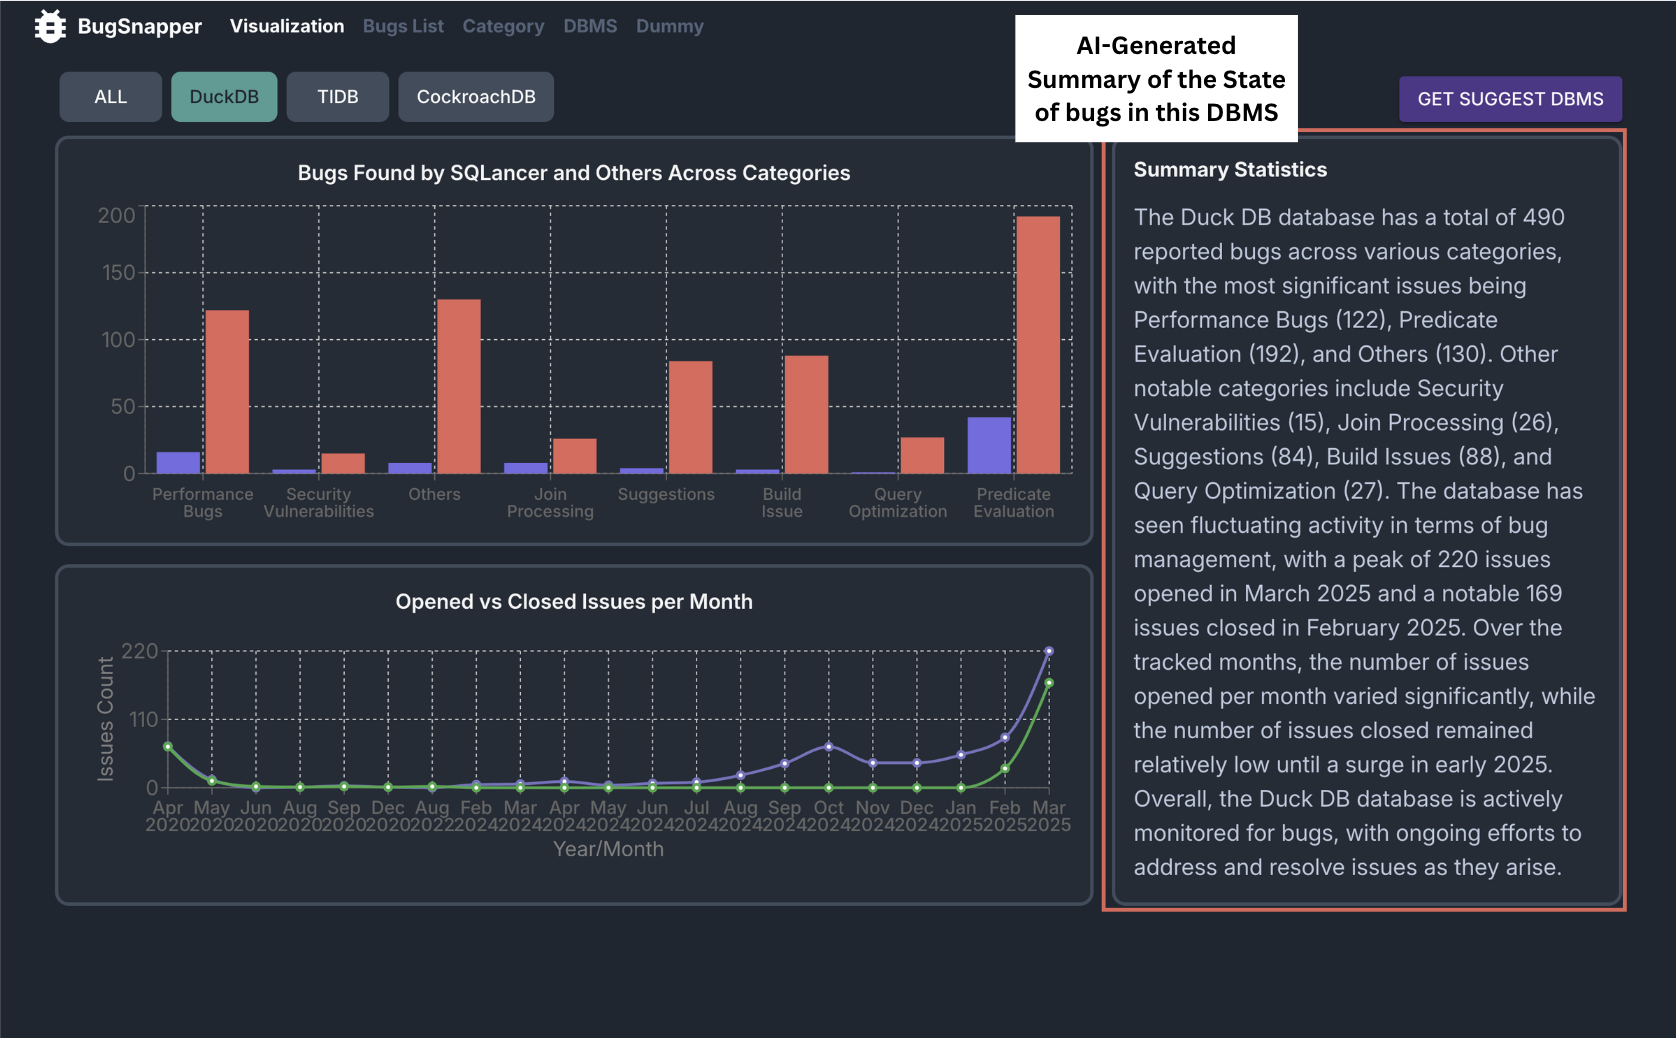 BugSnapper
Visualization
Bugs List
Category
DBMS
Dummy
AI-Generated
Summary of the State
of bugs in this DBMS
ALL
DuckDB
TIDB
CockroachDB
GET SUGGEST DBMS
Bugs Found by SQLancer and Others Across Categories
200
150
100
50
0
Performance
Bugs
Security
Vulnerabilities
Others
Join
Processing
Suggestions
Build
Issue
Query
Optimization
Predicate
Evaluation
Opened vs Closed Issues per Month
Issues Count
220
110
0
Apr May Jun Aug Sep Dec Aug Feb Mar Apr May Jun Jul Aug Sep Oct Nov Dec Jan Feb Mar
2020 2020 2020 2020 2020 2020 2022 2024 2024 2024 2024 2024 2024 2024 2024 2024 2024 2024 2025 2025 2025
Year/Month
Summary Statistics
The Duck DB database has a total of 490
reported bugs across various categories,
with the most significant issues being
Performance Bugs (122), Predicate
Evaluation (192), and Others (130). Other
notable categories include Security
Vulnerabilities (15), Join Processing (26),
Suggestions (84), Build Issues (88), and
Query Optimization (27). The database has
seen fluctuating activity in terms of bug
management, with a peak of 220 issues
opened in March 2025 and a notable 169
issues closed in February 2025. Over the
tracked months, the number of issues
opened per month varied significantly, while
the number of issues closed remained
relatively low until a surge in early 2025.
Overall, the Duck DB database is actively
monitored for bugs, with ongoing efforts to
address and resolve issues as they arise.